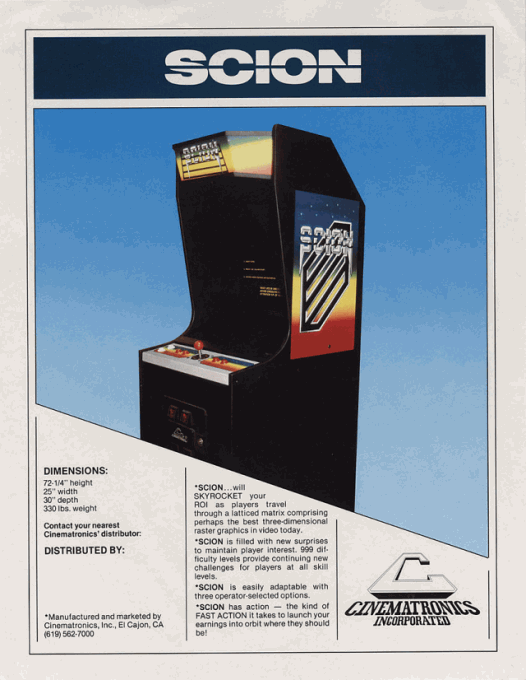 SCION
SCION
SCION
DIMENSIONS:
72-1/4" height
25" width
30" depth
330 lbs. weight
Contact your nearest
Cinematronics' distributor:
DISTRIBUTED BY:
*Manufactured and marketed by
Cinematronics, Inc., El Cajon, CA
(619) 562-7000
*SCION...will
SKYROCKET your
ROI as players travel
through a latticed matrix comprising
perhaps the best three-dimensional
raster graphics in video today.
*SCION is filled with new surprises
to maintain player interest. 999 dif-
ficulty levels provide continuing new
challenges for players at all skill
levels.
*SCION is easily adaptable with
three operator-selected options.
*SCION has action — the kind of
FAST ACTION it takes to launch your
earnings into orbit where they should
be!
CINEMATRONICS
INCORPORATED